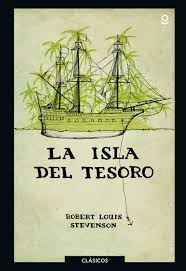 LA ISLA
DEL TESORO
ROBERT LOUIS
STEVENSON
CLÁSICOS